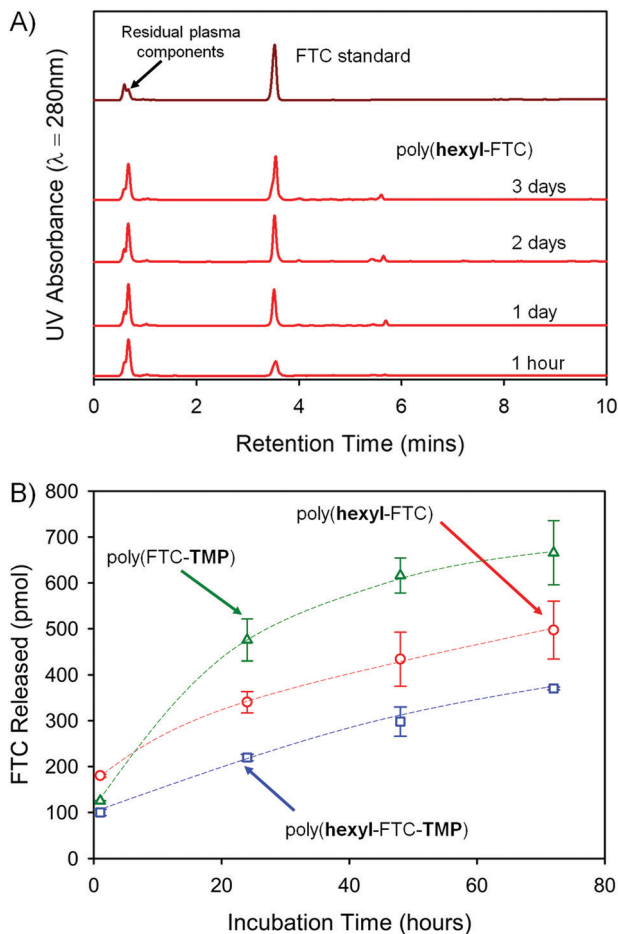 A)
Residual plasma
components
FTC standard
poly(hexyl-FTC)
3 days
2 days
1 day
1 hour
UV Absorbance (λ = 280nm)
0 2 4 6 8 10
Retention Time (mins)
B)
800
700
600
500
400
300
200
100
0
FTC Released (pmol)
poly(hexyl-FTC)
poly(FTC-TMP)
poly(hexyl-FTC-TMP)
0 20 40 60 80
Incubation Time (hours)